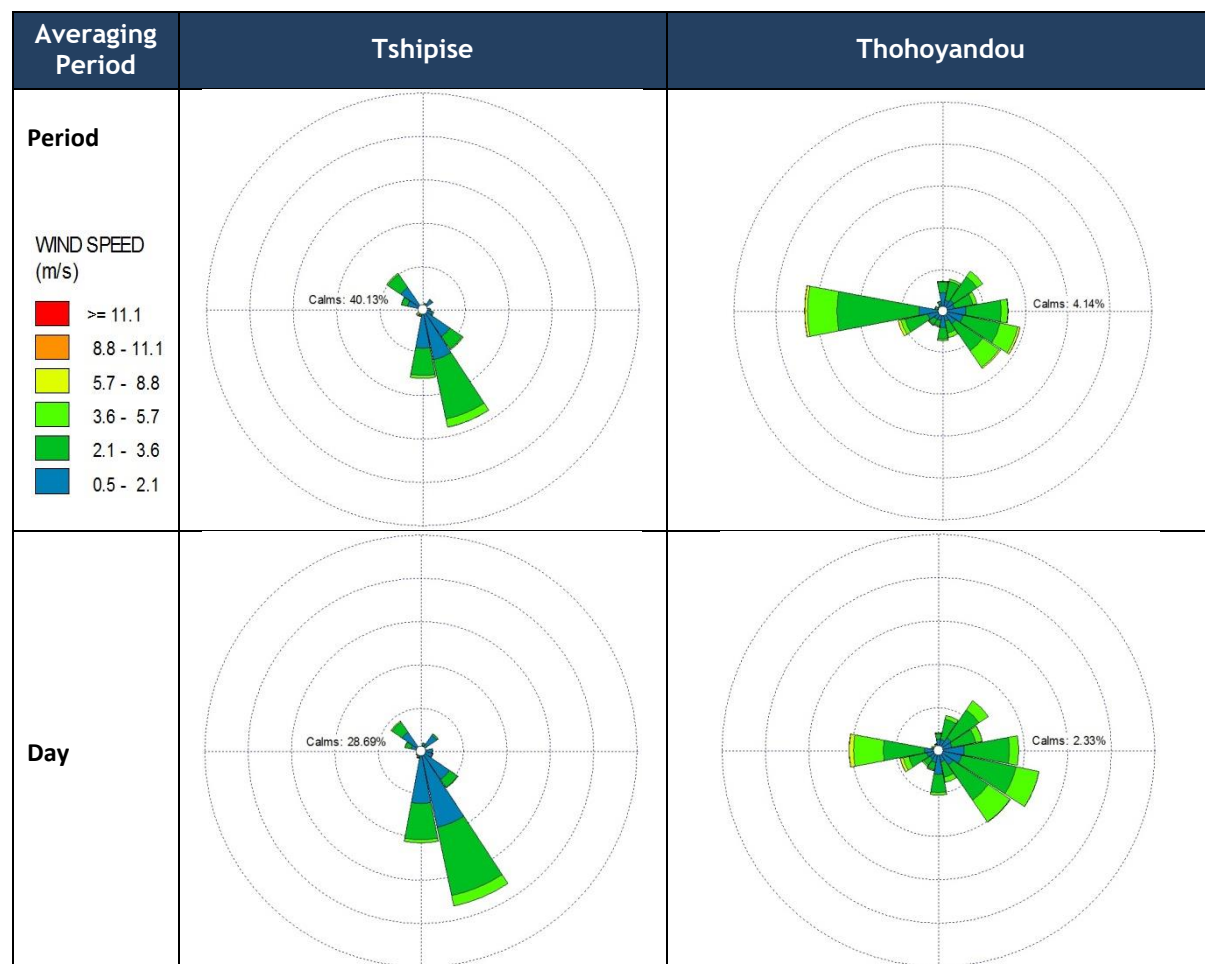 Averaging
Period
Tshipise
Thohoyandou
Period
WIND SPEED
(m/s)
>= 11.1
8.8 - 11.1
5.7 - 8.8
3.6 - 5.7
2.1 - 3.6
0.5 - 2.1
Calms: 40.13%
Calms: 4.14%
Day
Calms: 28.69%
Calms: 2.33%